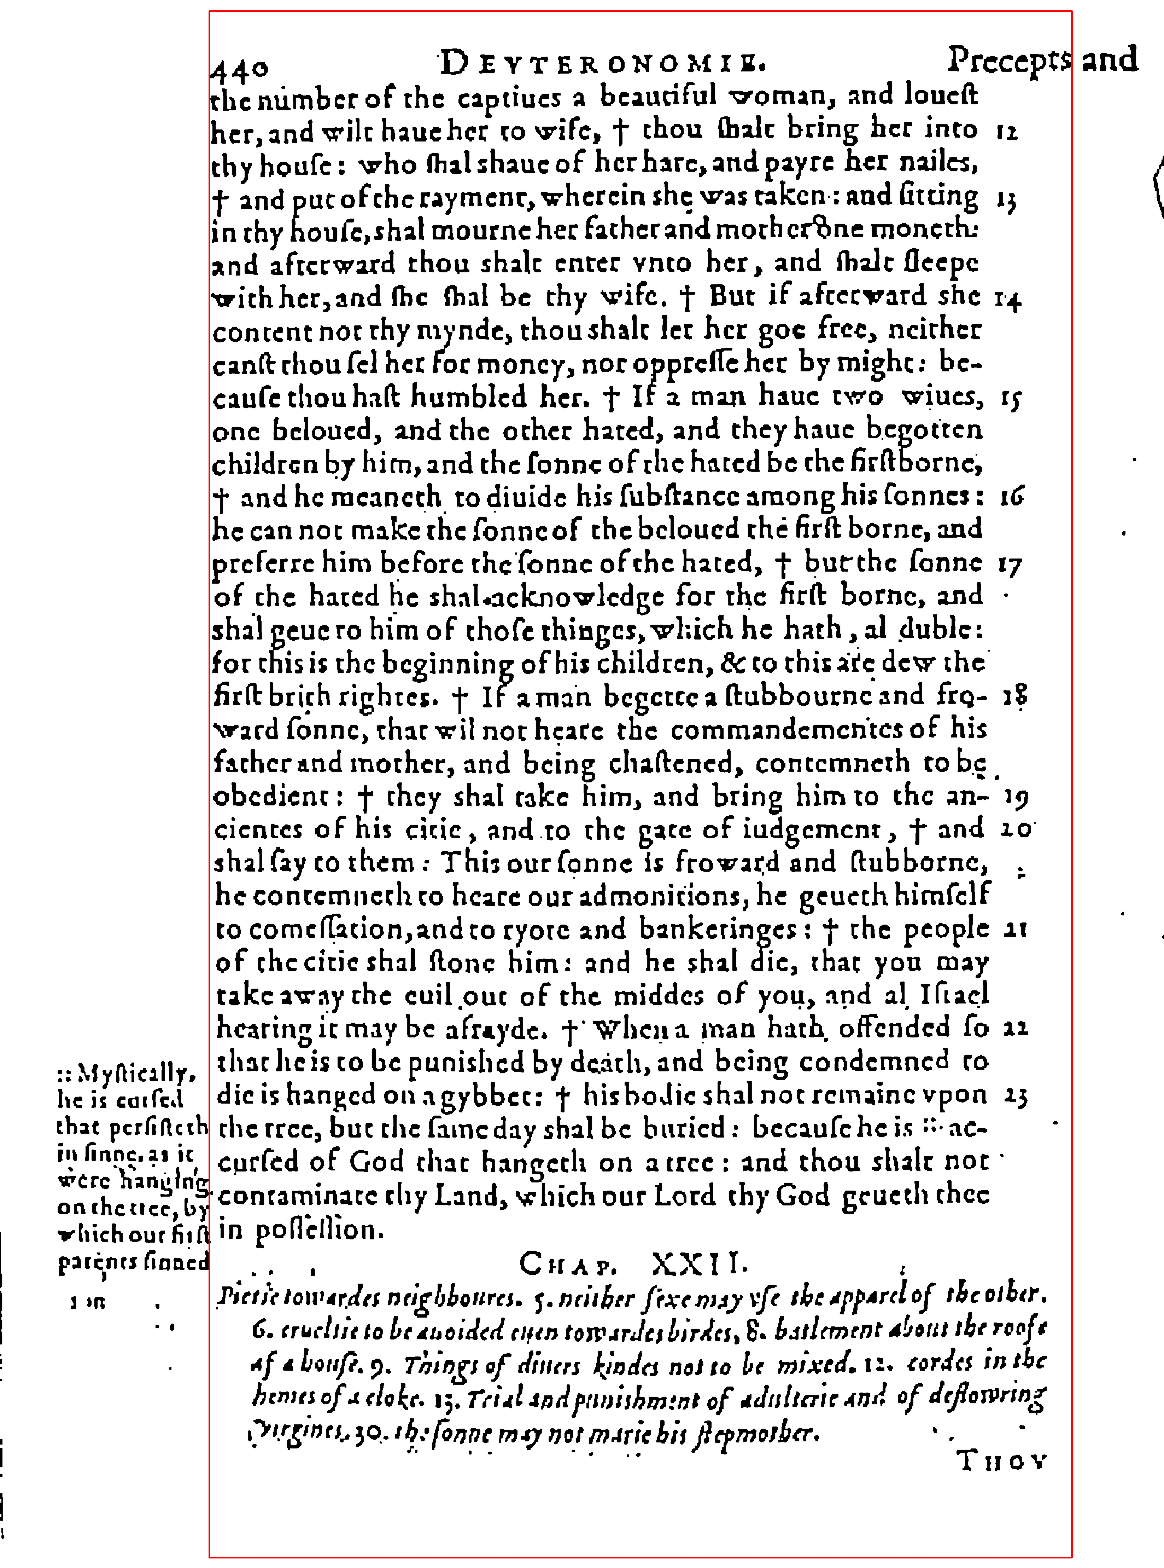 440 DEVTERONOMIE. Precepts and
the number of the captiues a beautiful woman, and loueſt
her, and wilt haue her to wife, † thou ſhalt bring her into 12
thy houſe: who ſhal shaue of her hare, and payre her nailes,
† and put of the rayment, wherein she was taken: and ſitting 13
in thy houſe, shal mourne her father and mother one moneth:
and afterward thou shalt enter vnto her, and ſhalt ſleepe
with her, and ſhe ſhal be thy wife. † But if afterward she 14
content not thy mynde, thou shalt let her goe free, neither
canſt thou ſel her for money, nor oppreſſe her by might: be-
cauſe thou haſt humbled her. † If a man haue two wiues, 15
one beloued, and the other hated, and they haue begotten
children by him, and the ſonne of the hated be the firſt borne,
† and he meaneth to diuide his ſubſtance among his ſonnes: 16
he can not make the ſonne of the beloued the firſt borne, and
preferre him before the ſonne of the hated, † but the ſonne 17
of the hated he shal acknowledge for the firſt borne, and
shal geue to him of thoſe thinges, which he hath, al duble:
for this is the beginning of his children, & to this are dew the
firſt brith rightes. † If a man begette a ſtubbourne and fro- 18
ward ſonne, that wil not heare the commandementes of his
father and mother, and being chaſtened, contemneth to be
obedient: † they shal take him, and bring him to the an- 19
cientes of his citie, and to the gate of iudgement, † and 20
shal ſay to them: This our ſonne is froward and ſtubborne,
he contemneth to heare our admonitions, he geueth himſelf
to comeſſation, and to ryote and banketinges: † the people 21
of the citie shal ſtone him: and he shal die, that you may
take away the euil out of the middes of you, and al Iſrael
hearing it may be afrayde. † When a man hath offended ſo 22
that he is to be punished by death, and being condemned to
die is hanged on a gybbet: † his bodie shal not remaine vpon 23
the tree, but the ſame day shal be buried: becauſe he is :: ac-
curſed of God that hangeth on a tree: and thou shalt not
contaminate thy Land, which our Lord thy God geueth thee
in poſſeſſion.
:: Myſtically,
he is curſed
that perſiſteth
in ſinne, as it
were hanging
on the tree, by
which our firſt
parents ſinned
CHAP. XXII.
Pietie towardes neighboures. 5. neither ſexe may vſe the apparel of the other.
6. crueltie to be auoided euen towardes birdes, 8. batlement about the roofe
of a houſe. 9. Things of diuers kindes not to be mixed. 12. cordes in the
hemes of a cloke. 13. Trial and punishment of adulterie and of deflowring
virgines. 30. the ſonne may not marie his ſtepmother.
THOV